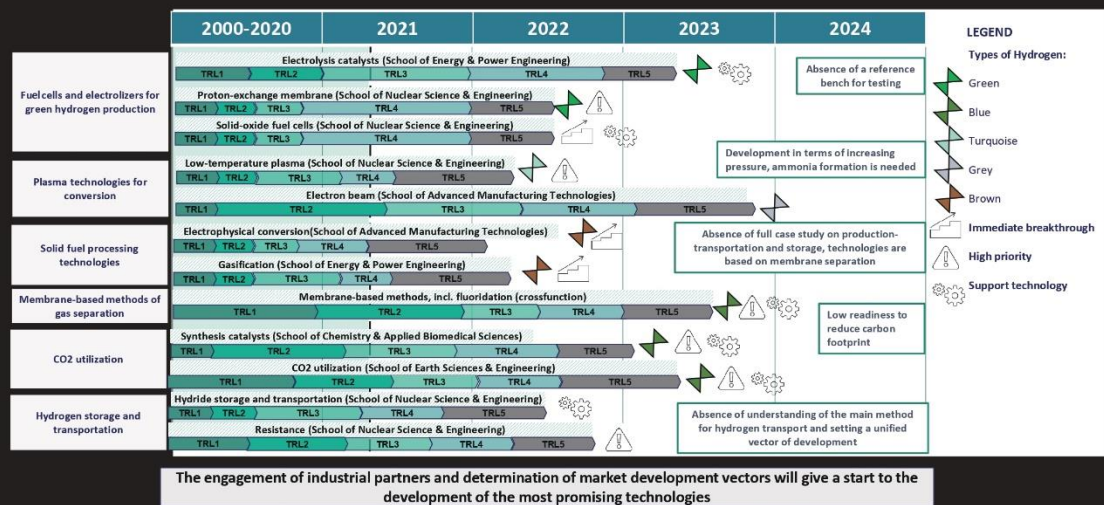 2000-2020
2021
2022
2023
2024
LEGEND
Types of Hydrogen:
Green
Blue
Turquoise
Grey
Brown
Immediate breakthrough
High priority
Support technology
Fuel cells and electrolizers for
green hydrogen production
Electrolysis catalysts (School of Energy & Power Engineering)
TRL1 TRL2 TRL3 TRL4 TRL5
Proton-exchange membrane (School of Nuclear Science & Engineering)
TRL1 TRL2 TRL3 TRL4 TRL5
Solid-oxide fuel cells (School of Nuclear Science & Engineering)
TRL1 TRL2 TRL3 TRL4 TRL5
Absence of a reference
bench for testing
Plasma technologies for
conversion
Low-temperature plasma (School of Nuclear Science & Engineering)
TRL1 TRL2 TRL3 TRL4 TRL5
Electron beam (School of Advanced Manufacturing Technologies)
TRL1 TRL2 TRL3 TRL4 TRL5
Development in terms of increasing
pressure, ammonia formation is needed
Solid fuel processing
technologies
Electrophysical conversion(School of Advanced Manufacturing Technologies)
TRL1 TRL2 TRL3 TRL4 TRL5
Gasification (School of Energy & Power Engineering)
TRL1 TRL2 TRL3 TRL4 TRL5
Absence of full case study on production-
transportation and storage, technologies are
based on membrane separation
Membrane-based methods of
gas separation
Membrane-based methods, incl. fluoridation (crossfunction)
TRL1 TRL2 TRL3 TRL4 TRL5
CO2 utilization
Synthesis catalysts (School of Chemistry & Applied Biomedical Sciences)
TRL1 TRL2 TRL3 TRL4 TRL5
CO2 utilization (School of Earth Sciences & Engineering)
TRL1 TRL2 TRL3 TRL4 TRL5
Low readiness to
reduce carbon
footprint
Hydrogen storage and
transportation
Hydride storage and transportation (School of Nuclear Science & Engineering)
TRL1 TRL2 TRL3 TRL4 TRL5
Resistance (School of Nuclear Science & Engineering)
TRL1 TRL2 TRL3 TRL4 TRL5
Absence of understanding of the main method
for hydrogen transport and setting a unified
vector of development
The engagement of industrial partners and determination of market development vectors will give a start to the
development of the most promising technologies